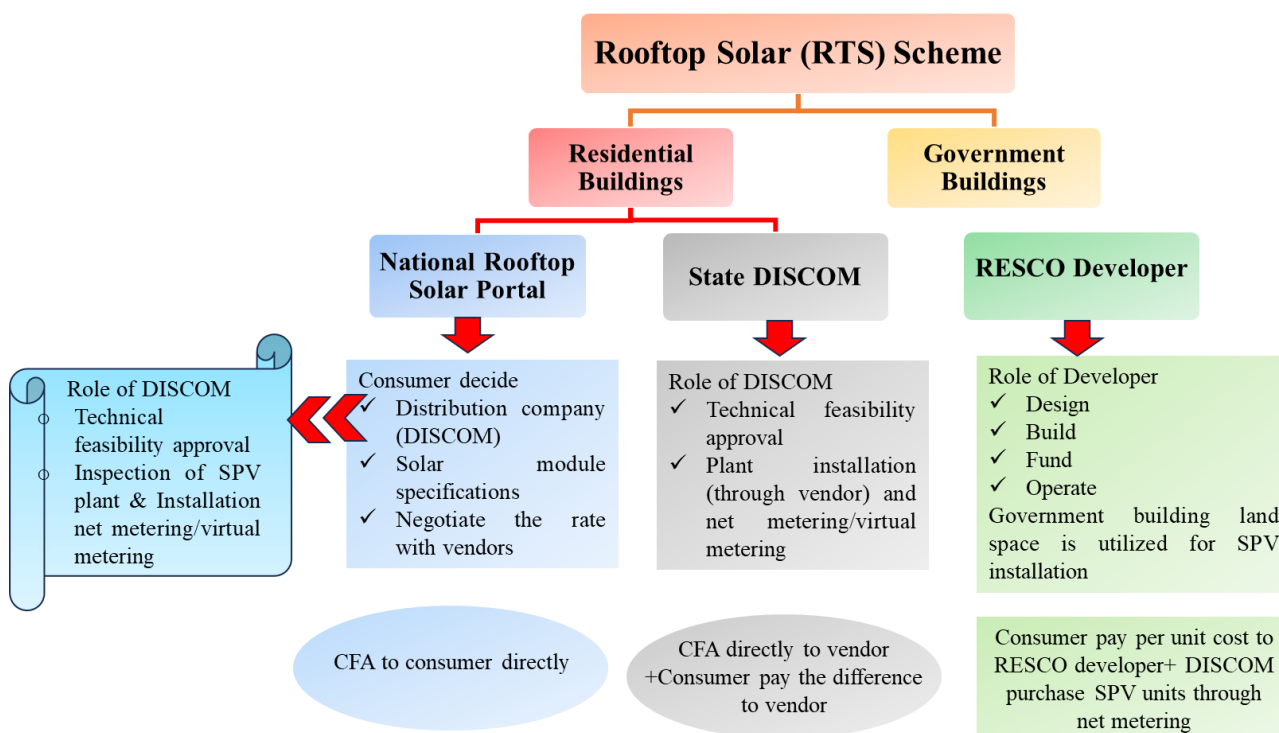 Rooftop Solar (RTS) Scheme
Residential
Buildings
Government
Buildings
National Rooftop
Solar Portal
State DISCOM
RESCO Developer
Role of DISCOM
○ Technical
feasibility approval
○ Inspection of SPV
plant & Installation
net metering/virtual
metering
Consumer decide
✓ Distribution company
(DISCOM)
✓ Solar module
specifications
✓ Negotiate the rate
with vendors
Role of DISCOM
✓ Technical feasibility
approval
✓ Plant installation
(through vendor) and
net metering/virtual
metering
Role of Developer
✓ Design
✓ Build
✓ Fund
✓ Operate
Government building land
space is utilized for SPV
installation
CFA to consumer directly
CFA directly to vendor
+Consumer pay the difference
to vendor
Consumer pay per unit cost to
RESCO developer+ DISCOM
purchase SPV units through
net metering